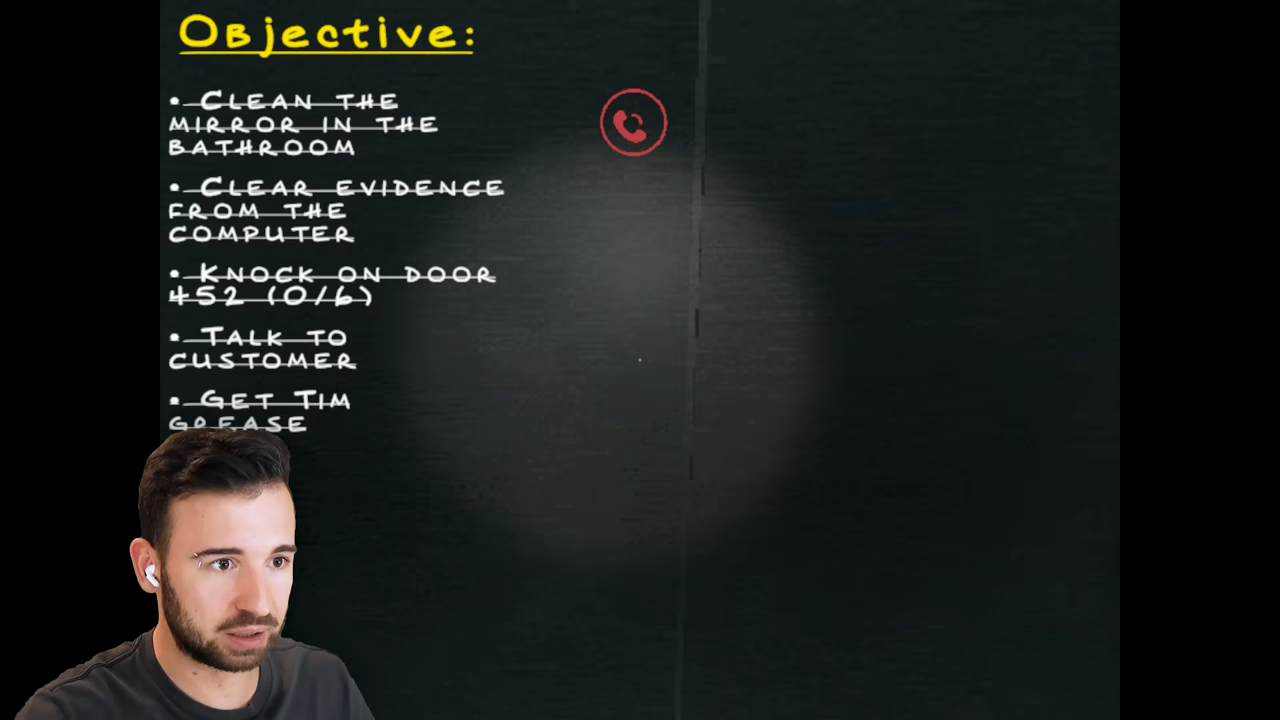 Objective:
• Clean the
mirror in the
bathroom
• Clear evidence
from the
computer
• Knock on door
452 (0/6)
• Talk to
customer
• Get Tim
grease